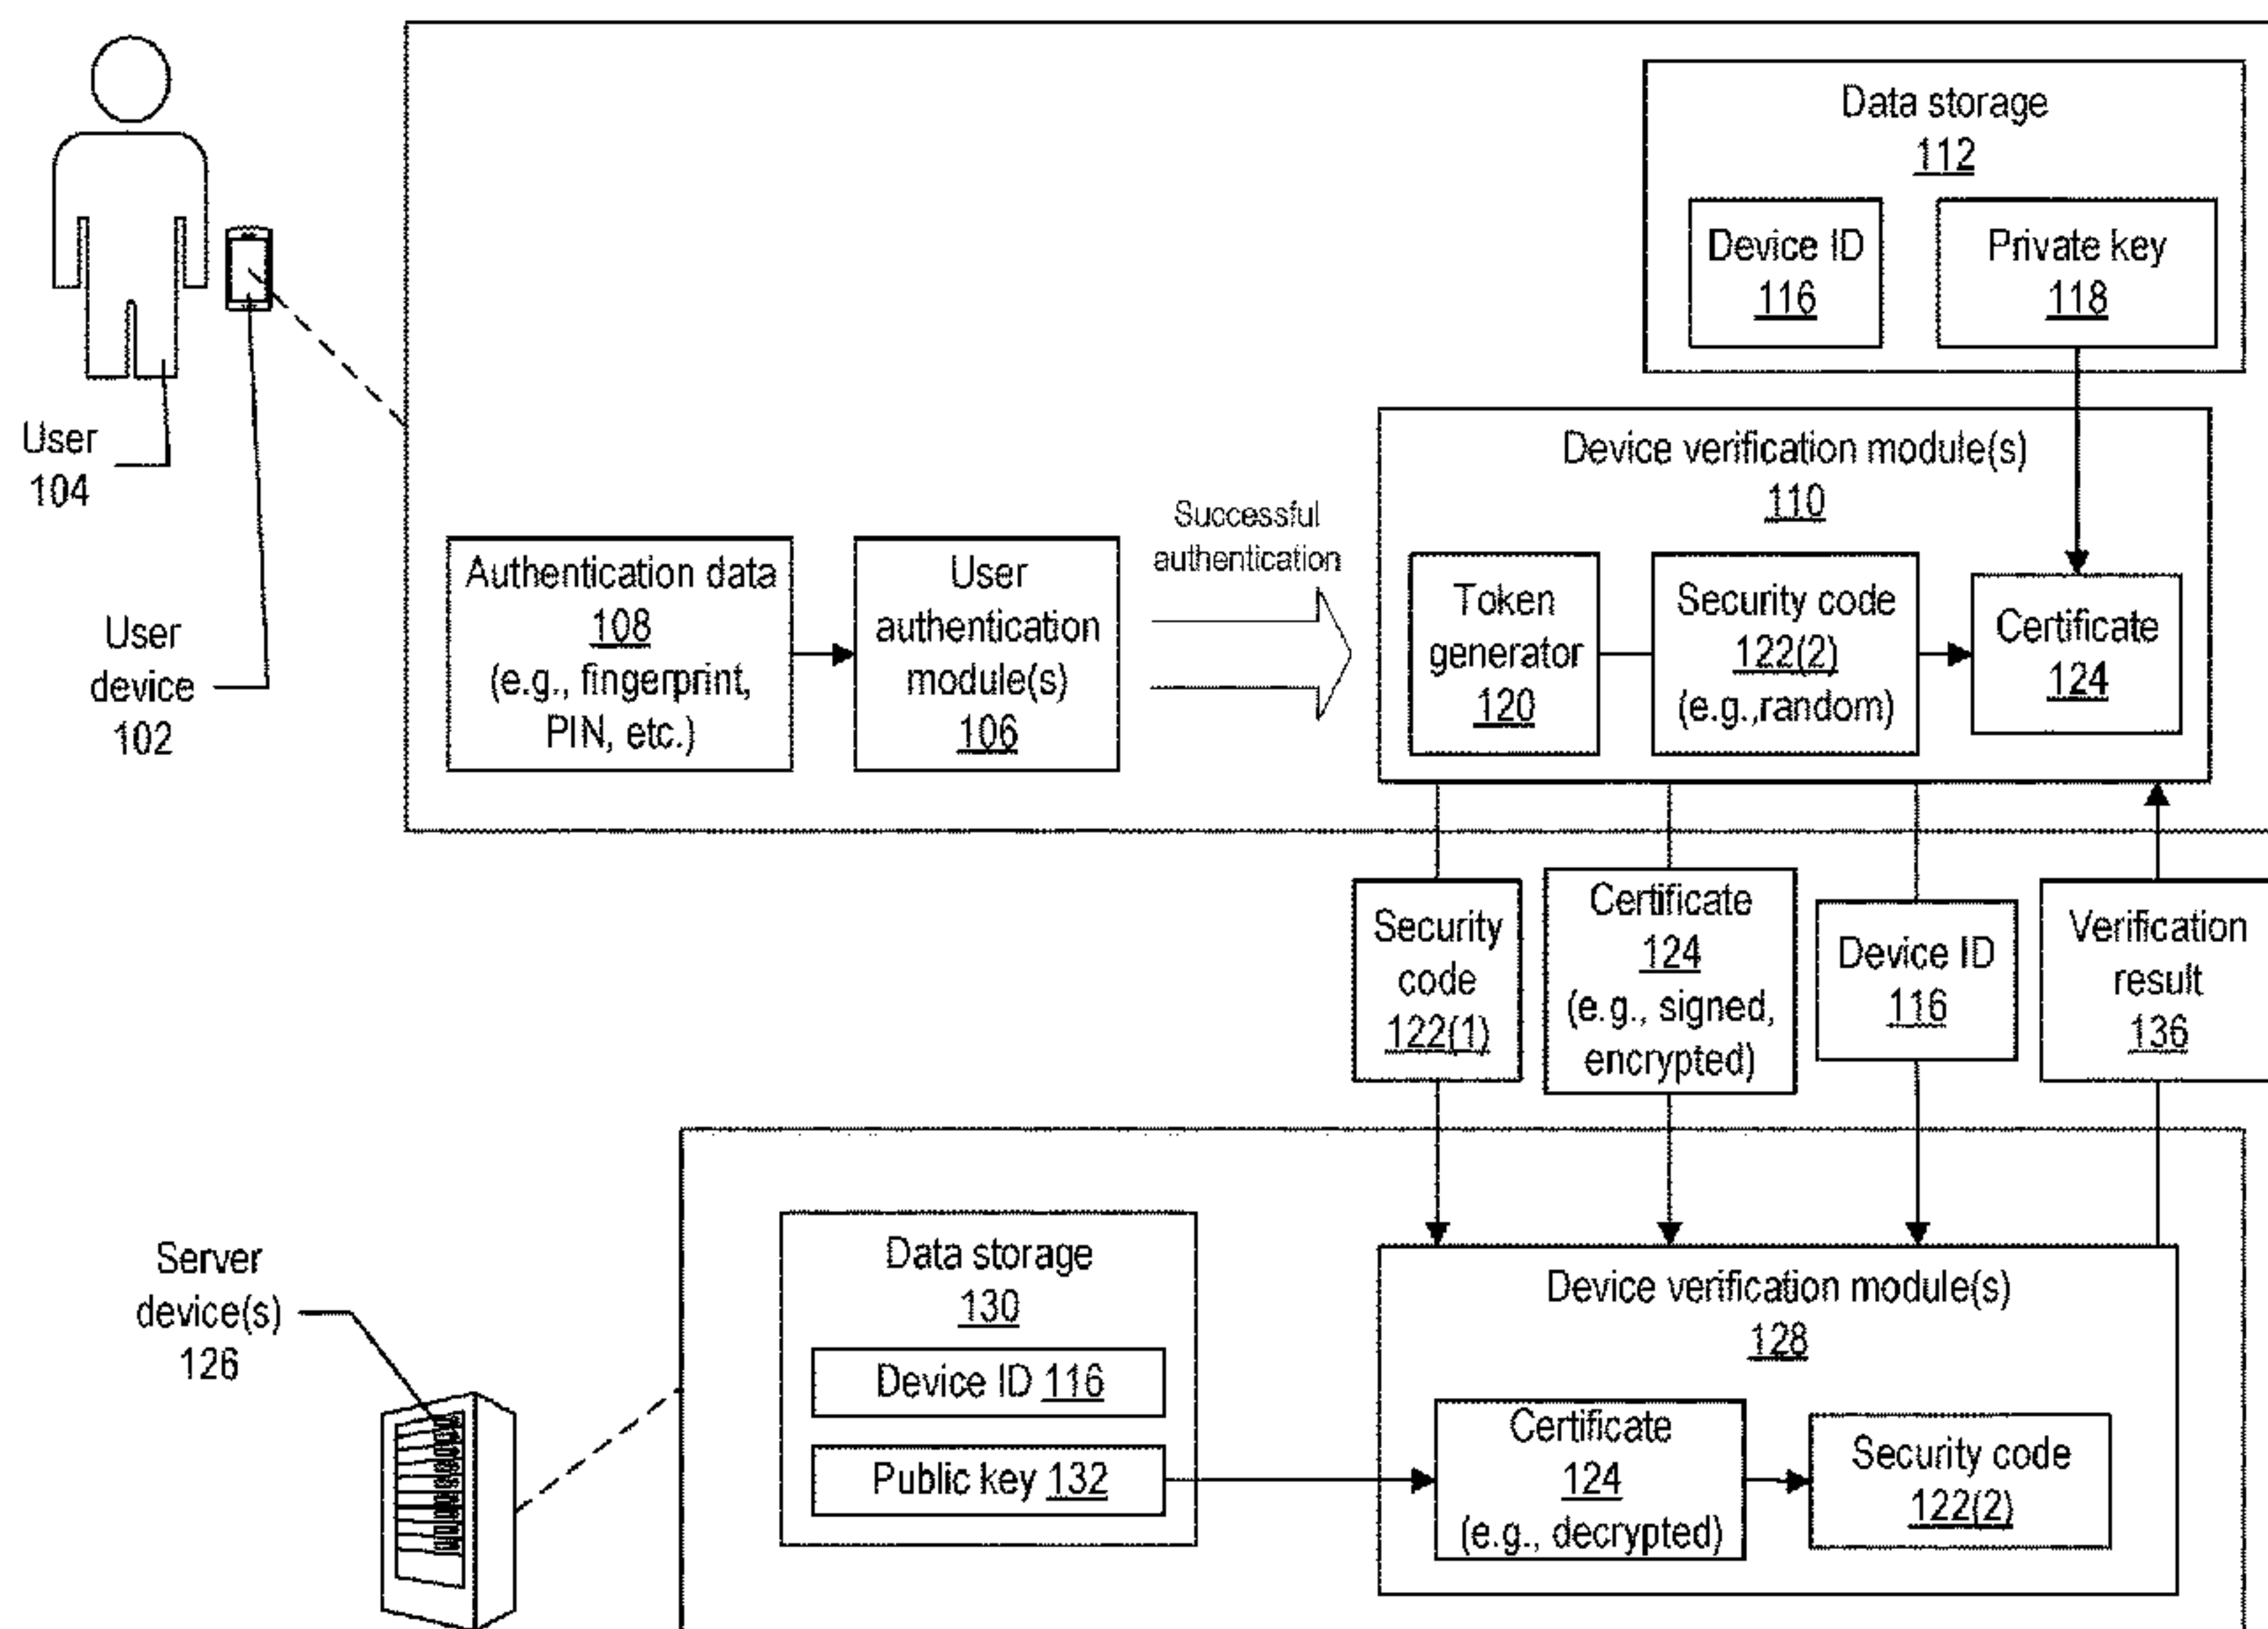 Data storage
112
Device ID
116
Private key
118
User
104
User
device
102
Authentication data
108
(e.g., fingerprint,
PIN, etc.)
User
authentication
module(s)
106
Successful
authentication
Device verification module(s)
110
Token
generator
120
Security code
122(2)
(e.g.,random)
Certificate
124
Security
code
122(1)
Certificate
124
(e.g., signed,
encrypted)
Device ID
116
Verification
result
136
Server
device(s)
126
Data storage
130
Device ID 116
Public key 132
Device verification module(s)
128
Certificate
124
(e.g., decrypted)
Security code
122(2)